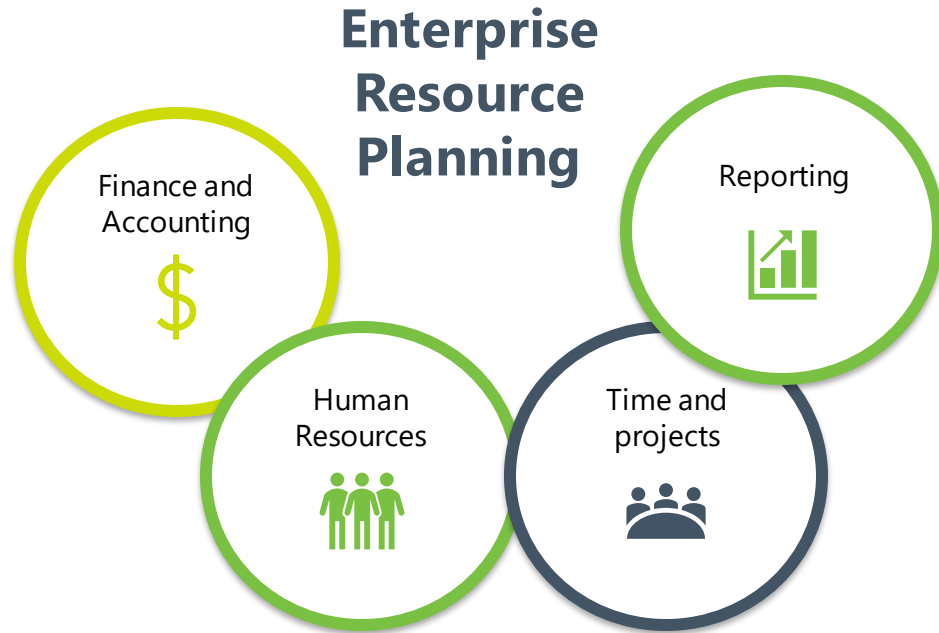 Enterprise
Resource
Planning
Finance and
Accounting
Reporting
Human
Resources
Time and
projects